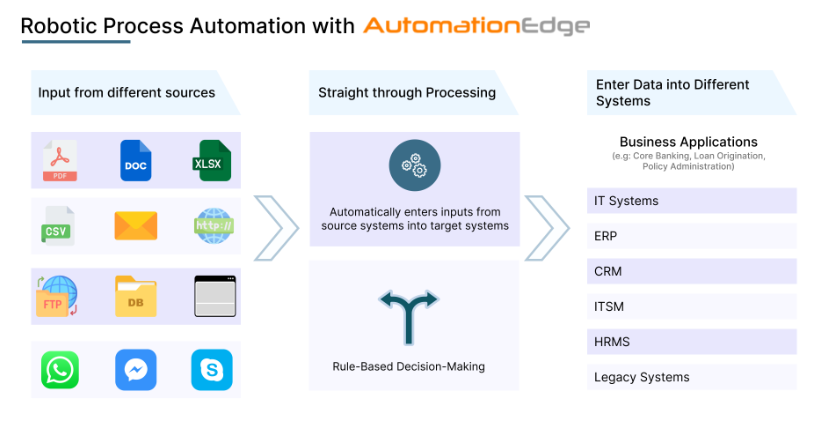 Robotic Process Automation with AutomationEdge
Input from different sources
Straight through Processing
Enter Data into Different
Systems
PDF
DOC
XLSX
CSV
http://
FTP
DB
S
Automatically enters inputs from
source systems into target systems
Rule-Based Decision-Making
Business Applications
(e.g: Core Banking, Loan Origination,
Policy Administration)
IT Systems
ERP
CRM
ITSM
HRMS
Legacy Systems